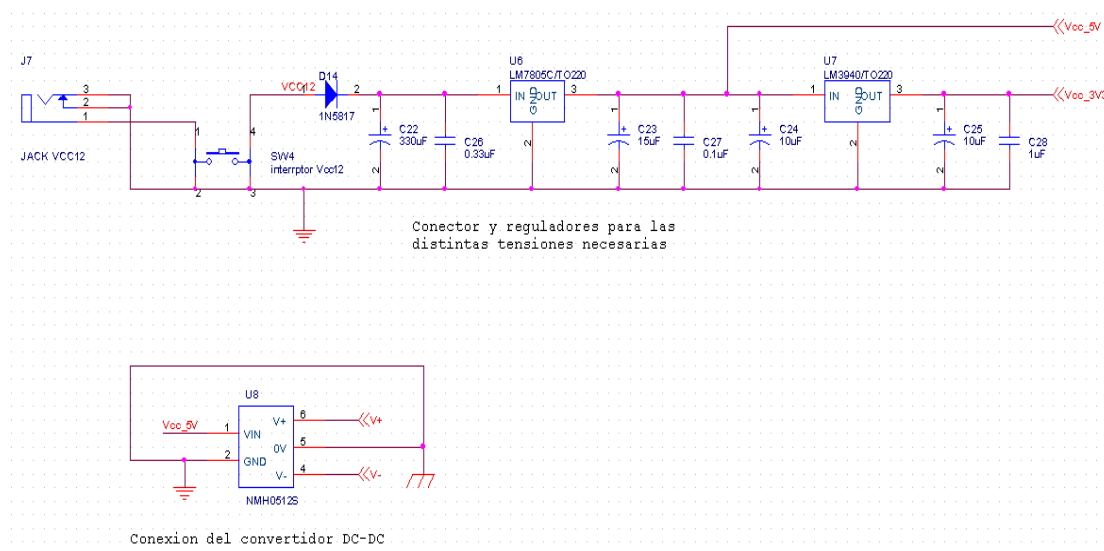 Vcc_5V
J7
U6
U7
LM7805C/TO220
LM3940/TO220
D14
VCC12
3
2
1
1
2
1
IN
GND
OUT
3
1
IN
GND
OUT
3
Vcc_3V3
1N5817
1
4
1
C22
330uF
2
C26
0.33uF
2
1
C23
15uF
2
C27
0.1uF
1
C24
10uF
2
2
1
C25
10uF
2
C28
1uF
JACK VCC12
SW4
interrptor Vcc12
2
3
Conector y reguladores para las
distintas tensiones necesarias
U8
Vcc_5V
1
VIN
V+
6
V+
0V
5
2
GND
V-
4
V-
NMH0512S
Conexion del convertidor DC-DC